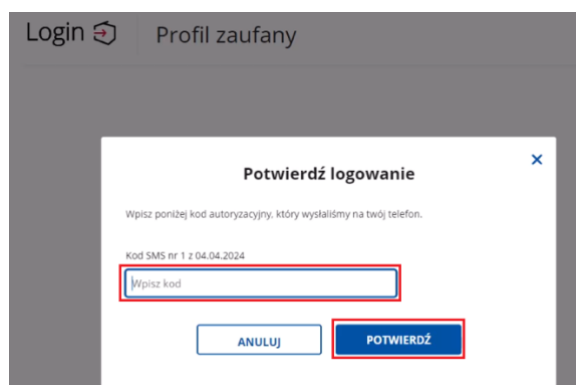 Login Profil zaufany
Potwierdź logowanie
Wpisz poniżej kod autoryzacyjny, który wysłaliśmy na twój telefon.
Kod SMS nr 1 z 04.04.2024
Wpisz kod
ANULUJ POTWIERDŹ